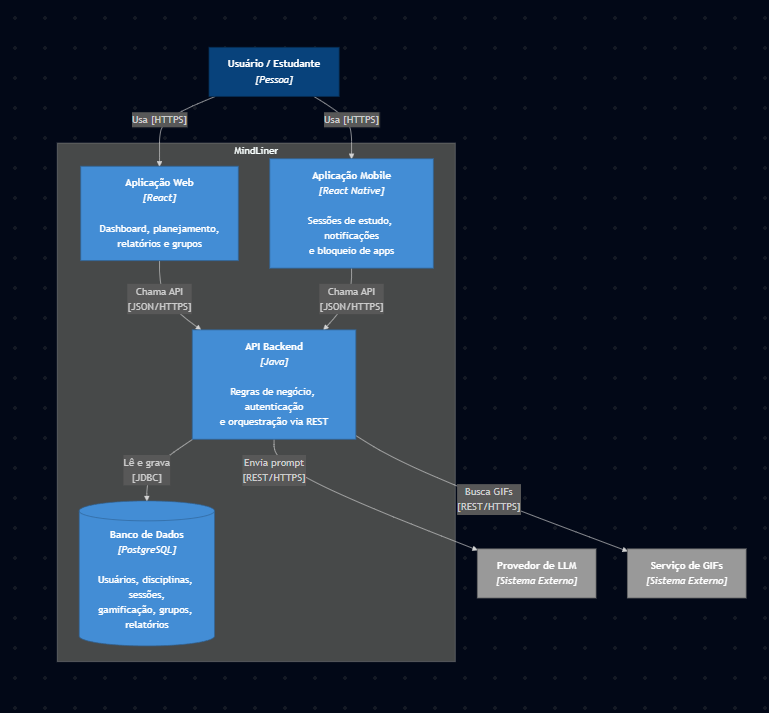 Usuário / Estudante
[Pessoa]
Usa [HTTPS]
Usa [HTTPS]
MindLiner
Aplicação Web
[React]
Dashboard, planejamento,
relatórios e grupos
Aplicação Mobile
[React Native]
Sessões de estudo,
notificações
e bloqueio de apps
Chama API
[JSON/HTTPS]
Chama API
[JSON/HTTPS]
API Backend
[Java]
Regras de negócio,
autenticação
e orquestração via REST
Lê e grava
[JDBC]
Envia prompt
[REST/HTTPS]
Busca GIFs
[REST/HTTPS]
Banco de Dados
[PostgreSQL]
Usuários, disciplinas,
sessões,
gamificação, grupos,
relatórios
Provedor de LLM
[Sistema Externo]
Serviço de GIFs
[Sistema Externo]